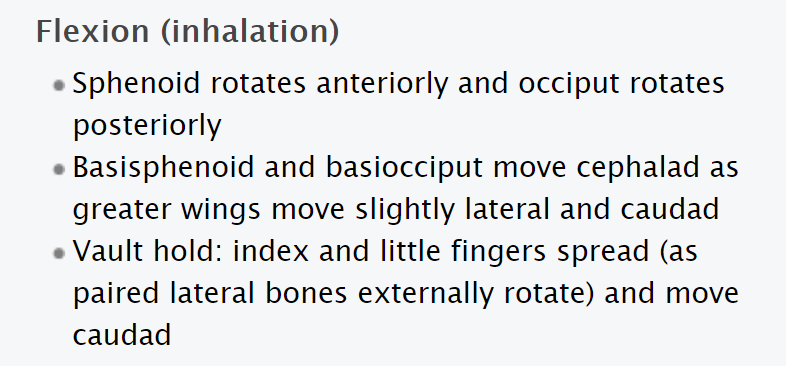 Flexion (inhalation)
Sphenoid rotates anteriorly and occiput rotates
posteriorly
Basisphenoid and basiocciput move cephalad as
greater wings move slightly lateral and caudad
Vault hold: index and little fingers spread (as
paired lateral bones externally rotate) and move
caudad